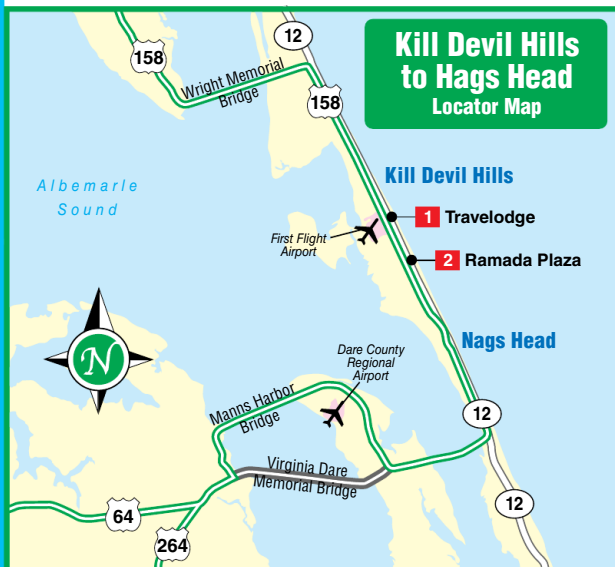 Kill Devil Hills
to Hags Head
Locator Map
12
158
Wright Memorial
Bridge
158
Albemarle
Sound
Kill Devil Hills
1 Travelodge
First Flight
Airport
2 Ramada Plaza
N
Nags Head
Dare County
Regional
Airport
Manns Harbor
Bridge
12
Virginia Dare
Memorial Bridge
12
64
264